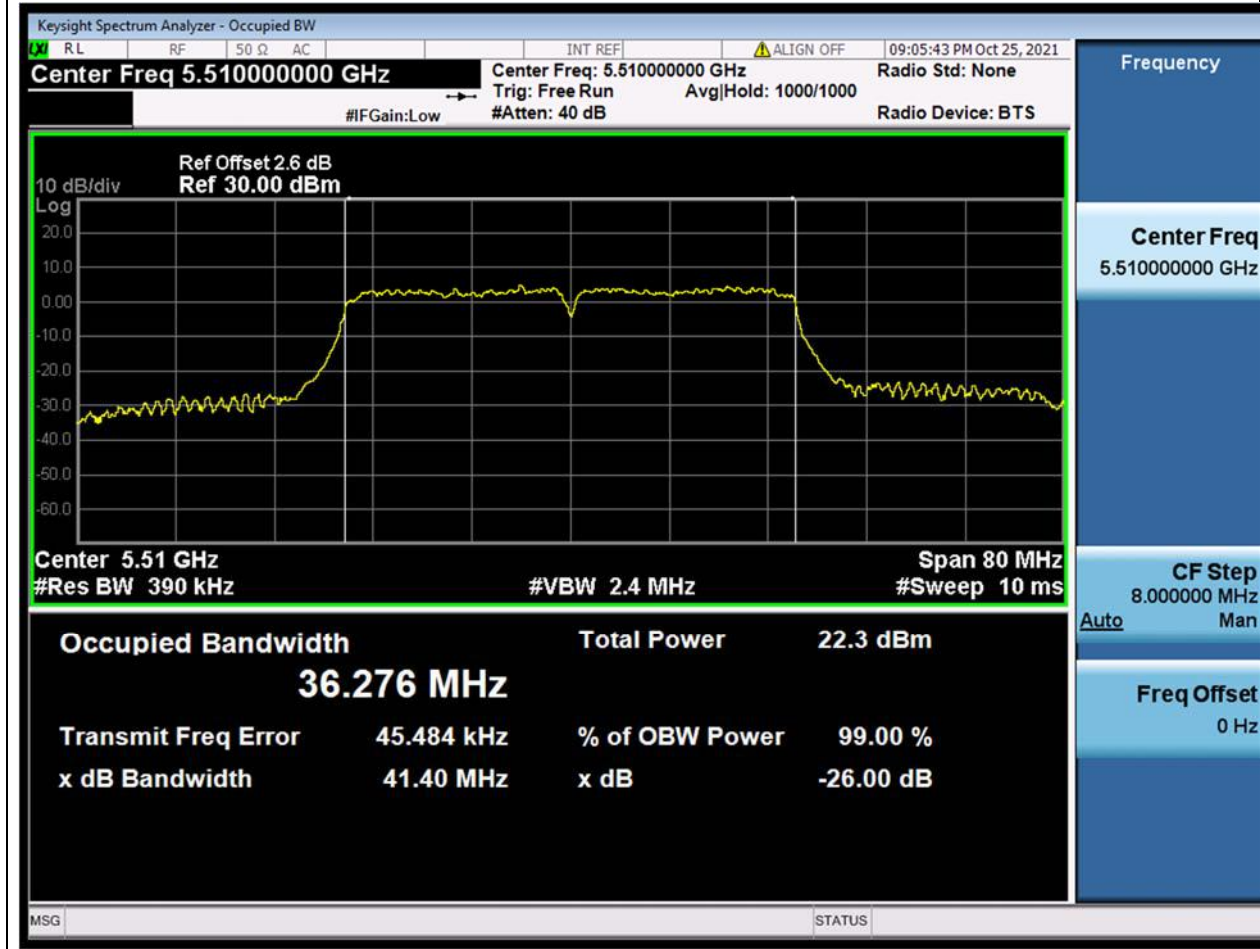 Keysight Spectrum Analyzer - Occupied BW
LXI RL RF 50 Ω AC INT REF ALIGN OFF 09:05:43 PM Oct 25, 2021
Center Freq 5.510000000 GHz
Center Freq: 5.510000000 GHz
Radio Std: None
Trig: Free Run Avg|Hold: 1000/1000
#IFGain:Low
#Atten: 40 dB
Radio Device: BTS
Ref Offset 2.6 dB
10 dB/div Ref 30.00 dBm
Log
20.0
10.0
0.00
-10.0
-20.0
-30.0
-40.0
-50.0
-60.0
Center 5.51 GHz Span 80 MHz
#Res BW 390 kHz #VBW 2.4 MHz #Sweep 10 ms
Occupied Bandwidth Total Power 22.3 dBm
36.276 MHz
Transmit Freq Error 45.484 kHz % of OBW Power 99.00 %
x dB Bandwidth 41.40 MHz x dB -26.00 dB
MSG STATUS
Frequency
Center Freq
5.510000000 GHz
CF Step
8.000000 MHz
Auto Man
Freq Offset
0 Hz